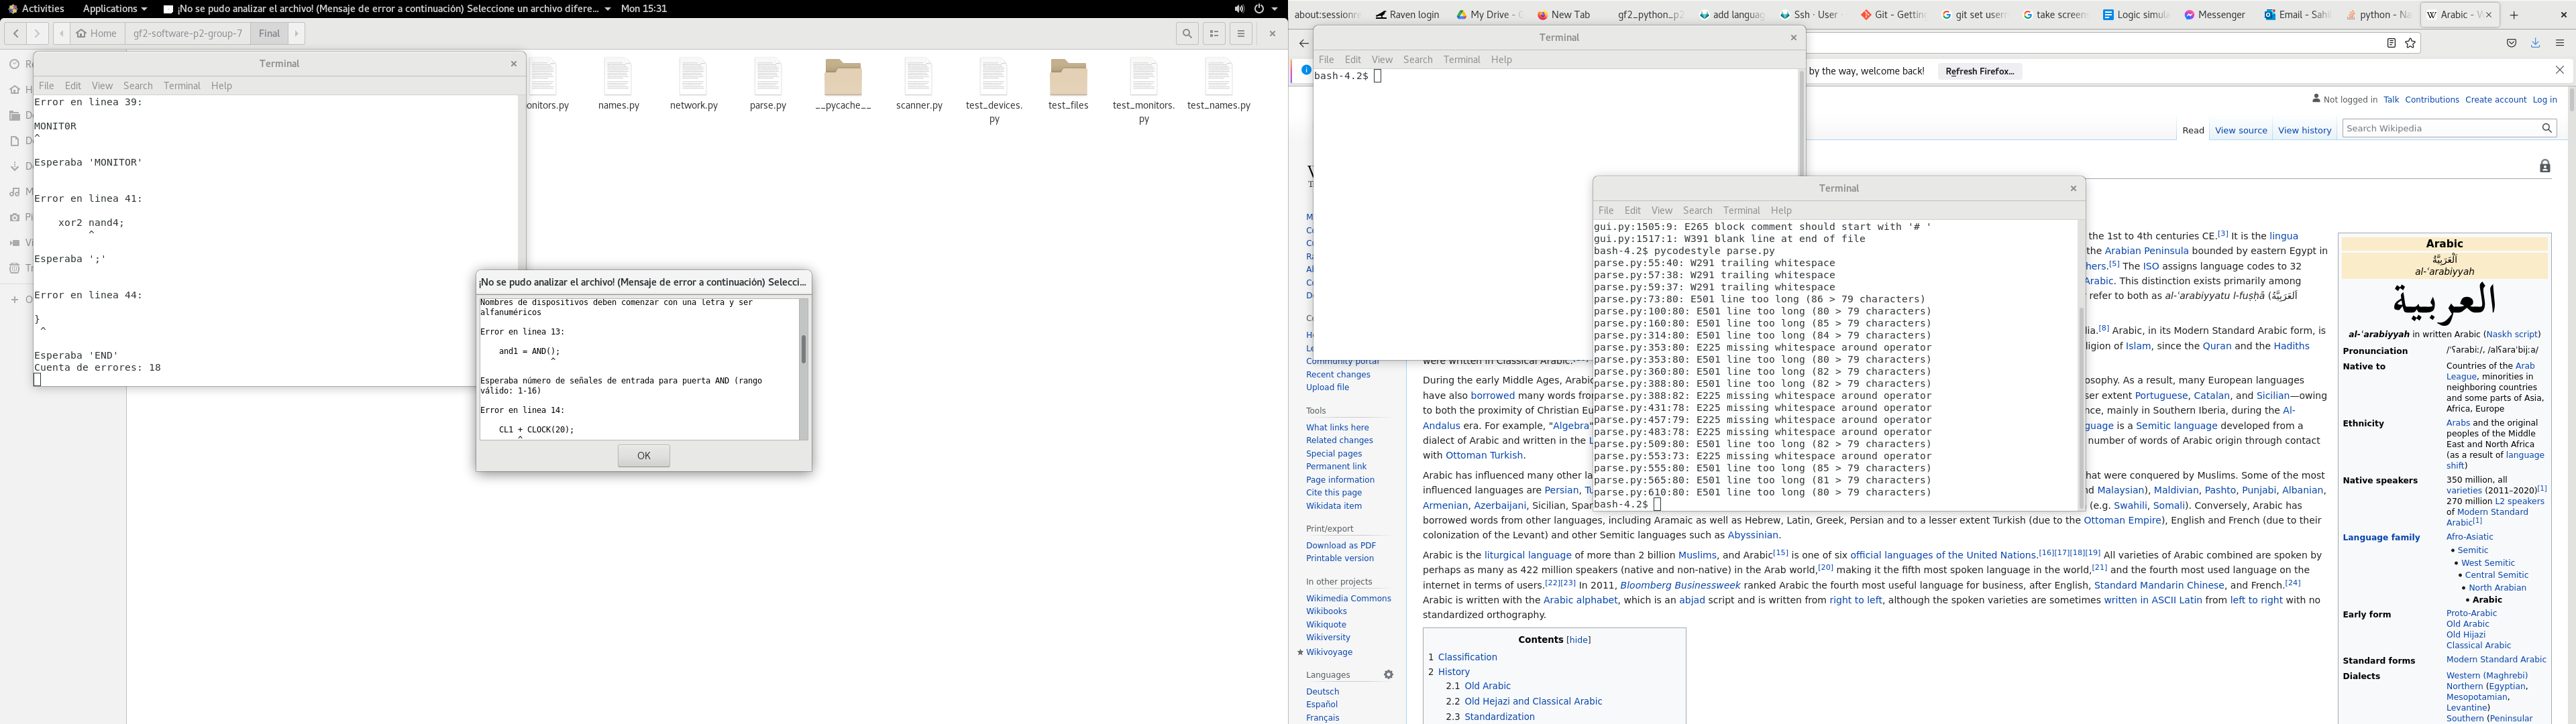 Activities Applications ¡No se pudo analizar el archivo! (Mensaje de error a continuación) Seleccione un archivo difere... Mon 15:31
Home gf2-software-p2-group-7 Final
Terminal
File Edit View Search Terminal Help
Error en linea 39:
MONIT0R
^
Esperaba 'MONITOR'
Error en linea 41:
xor2 nand4;
^
Esperaba ';'
Error en linea 44:
}
^
Esperaba 'END'
Cuenta de errores: 18
names.py network.py parse.py __pycache__ scanner.py test_devices.py test_files test_monitors.py test_names.py
¡No se pudo analizar el archivo! (Mensaje de error a continuación) Selecci...
Nombres de dispositivos deben comenzar con una letra y ser
alfanuméricos
Error en linea 13:
and1 = AND();
^
Esperaba número de señales de entrada para puerta AND (rango
válido: 1-16)
Error en linea 14:
CL1 + CLOCK(20);
^
OK
about:sessionre Raven login My Drive - G New Tab gf2_python_p2 add languag Ssh · User Git - Getting git set usern take screens Logic simula Messenger Email - Sahi python - Na Arabic - W
Terminal
File Edit View Search Terminal Help
bash-4.2$
by the way, welcome back! Refresh Firefox...
Not logged in Talk Contributions Create account Log in
Read View source View history Search Wikipedia
Terminal
File Edit View Search Terminal Help
gui.py:1505:9: E265 block comment should start with '# '
gui.py:1517:1: W391 blank line at end of file
bash-4.2$ pycodestyle parse.py
parse.py:55:40: W291 trailing whitespace
parse.py:57:38: W291 trailing whitespace
parse.py:59:37: W291 trailing whitespace
parse.py:73:80: E501 line too long (86 > 79 characters)
parse.py:100:80: E501 line too long (80 > 79 characters)
parse.py:160:80: E501 line too long (85 > 79 characters)
parse.py:314:80: E501 line too long (84 > 79 characters)
parse.py:353:80: E225 missing whitespace around operator
parse.py:353:80: E501 line too long (80 > 79 characters)
parse.py:360:80: E501 line too long (82 > 79 characters)
parse.py:388:80: E501 line too long (82 > 79 characters)
parse.py:388:82: E225 missing whitespace around operator
parse.py:431:78: E225 missing whitespace around operator
parse.py:457:79: E225 missing whitespace around operator
parse.py:483:78: E225 missing whitespace around operator
parse.py:509:80: E501 line too long (82 > 79 characters)
parse.py:553:73: E225 missing whitespace around operator
parse.py:555:80: E501 line too long (85 > 79 characters)
parse.py:565:80: E501 line too long (81 > 79 characters)
parse.py:610:80: E501 line too long (80 > 79 characters)
bash-4.2$
the 1st to 4th centuries CE.[3] It is the lingua
the Arabian Peninsula bounded by eastern Egypt in
hers.[5] The ISO assigns language codes to 32
Arabic. This distinction exists primarily among
refer to both as al-ʻarabiyyatu l-fuṣḥā (اَلعَرَبِيَّةُ
lia.[8] Arabic, in its Modern Standard Arabic form, is
ligion of Islam, since the Quran and the Hadiths
were written in Classical Arabic.
During the early Middle Ages, Arabic
osophy. As a result, many European languages
have also borrowed many words from
ser extent Portuguese, Catalan, and Sicilian—owing
to both the proximity of Christian Eu
ence, mainly in Southern Iberia, during the Al-
Andalus era. For example, "Algebra"
guage is a Semitic language developed from a
dialect of Arabic and written in the L
number of words of Arabic origin through contact
with Ottoman Turkish.
Arabic has influenced many other la
hat were conquered by Muslims. Some of the most
influenced languages are Persian, Tu
nd Malaysian), Maldivian, Pashto, Punjabi, Albanian,
Armenian, Azerbaijani, Sicilian, Span
(e.g. Swahili, Somali). Conversely, Arabic has
borrowed words from other languages, including Aramaic as well as Hebrew, Latin, Greek, Persian and to a lesser extent Turkish (due to the Ottoman Empire), English and French (due to their
colonization of the Levant) and other Semitic languages such as Abyssinian.
Arabic is the liturgical language of more than 2 billion Muslims, and Arabic[15] is one of six official languages of the United Nations.[16][17][18][19] All varieties of Arabic combined are spoken by
perhaps as many as 422 million speakers (native and non-native) in the Arab world,[20] making it the fifth most spoken language in the world,[21] and the fourth most used language on the
internet in terms of users.[22][23] In 2011, Bloomberg Businessweek ranked Arabic the fourth most useful language for business, after English, Standard Mandarin Chinese, and French.[24]
Arabic is written with the Arabic alphabet, which is an abjad script and is written from right to left, although the spoken varieties are sometimes written in ASCII Latin from left to right with no
standardized orthography.
Contents [hide]
1 Classification
2 History
2.1 Old Arabic
2.2 Old Hejazi and Classical Arabic
2.3 Standardization
Community portal
Recent changes
Upload file
Tools
What links here
Related changes
Special pages
Permanent link
Page information
Cite this page
Wikidata item
Print/export
Download as PDF
Printable version
In other projects
Wikimedia Commons
Wikibooks
Wikiquote
Wikiversity
Wikivoyage
Languages
Deutsch
Español
Français
Arabic
اَلْعَرَبِيَّةُ
al-ʻarabiyyah
العربية
al-ʻarabiyyah in written Arabic (Naskh script)
Pronunciation /ˈʕarabiː/, /alʕaraˈbijːa/
Native to Countries of the Arab
League, minorities in
neighboring countries
and some parts of Asia,
Africa, Europe
Ethnicity Arabs and the original
peoples of the Middle
East and North Africa
(as a result of language
shift)
Native speakers 350 million, all
varieties (2011–2020)[1]
270 million L2 speakers
of Modern Standard
Arabic[1]
Language family Afro-Asiatic
• Semitic
• West Semitic
• Central Semitic
• North Arabian
• Arabic
Early form Proto-Arabic
Old Arabic
Old Hijazi
Classical Arabic
Standard forms Modern Standard Arabic
Dialects Western (Maghrebi)
Northern (Egyptian,
Mesopotamian,
Levantine)
Southern (Peninsular